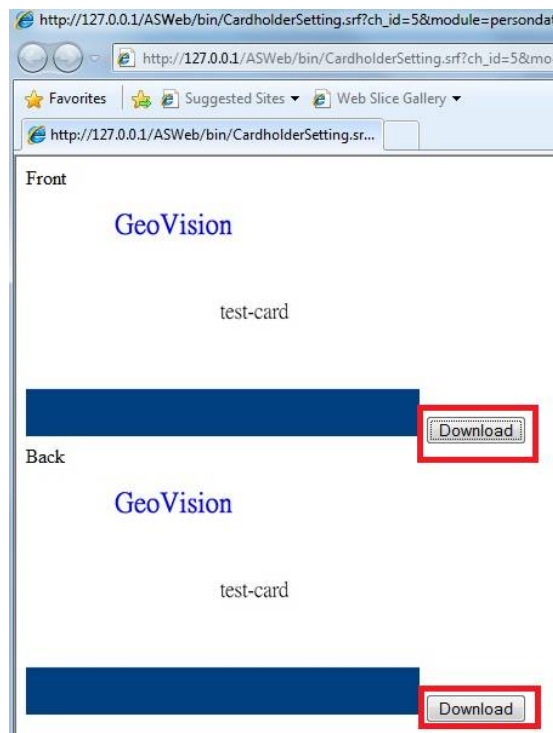 http://127.0.0.1/ASWeb/bin/CardholderSetting.srf?ch_id=5&module=persondat
http://127.0.0.1/ASWeb/bin/CardholderSetting.srf?ch_id=5&mo
Favorites Suggested Sites Web Slice Gallery
http://127.0.0.1/ASWeb/bin/CardholderSetting.sr...
Front
GeoVision
test-card
Download
Back
GeoVision
test-card
Download